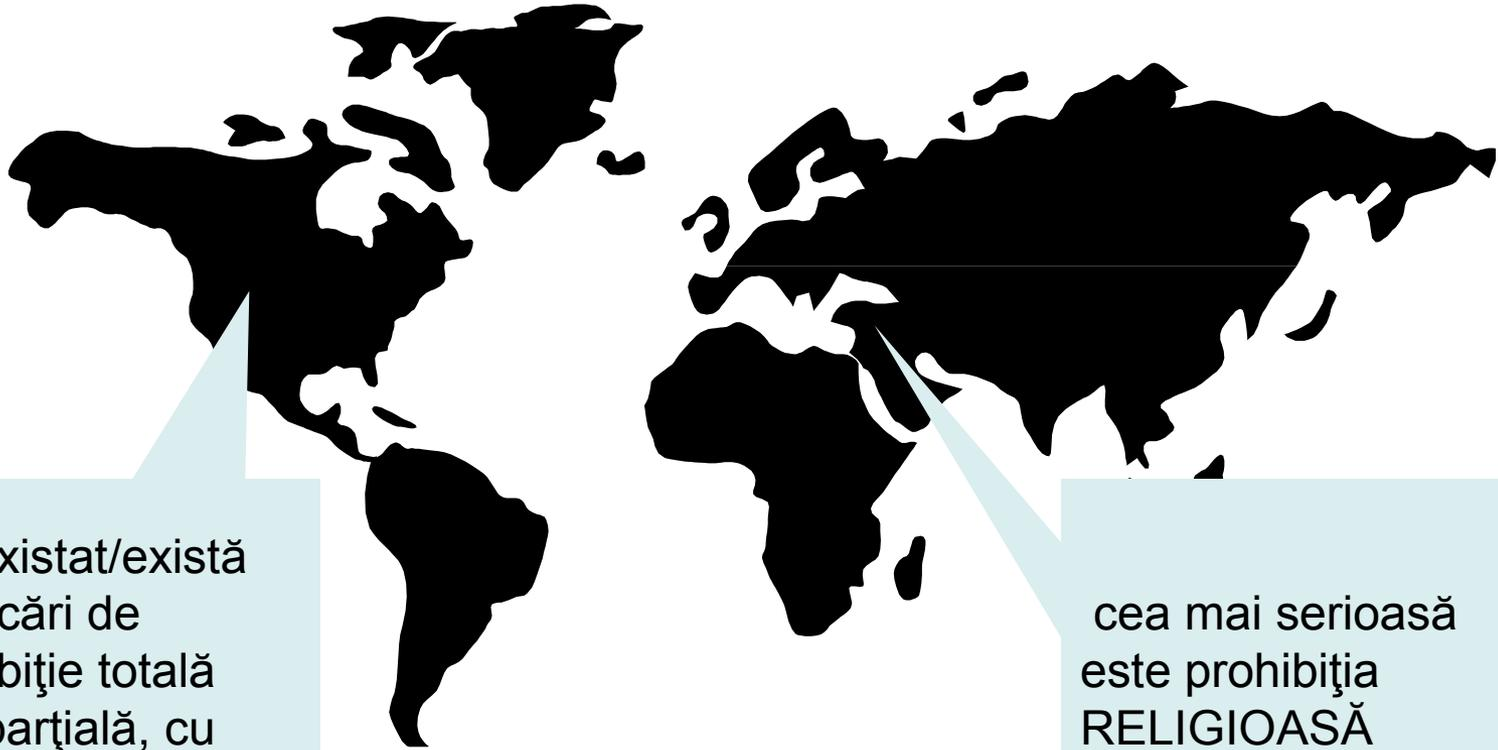 xistat/există
cări de
biţie totală
parţială, cu
cea mai serioasă
este prohibiţia
RELIGIOASĂ